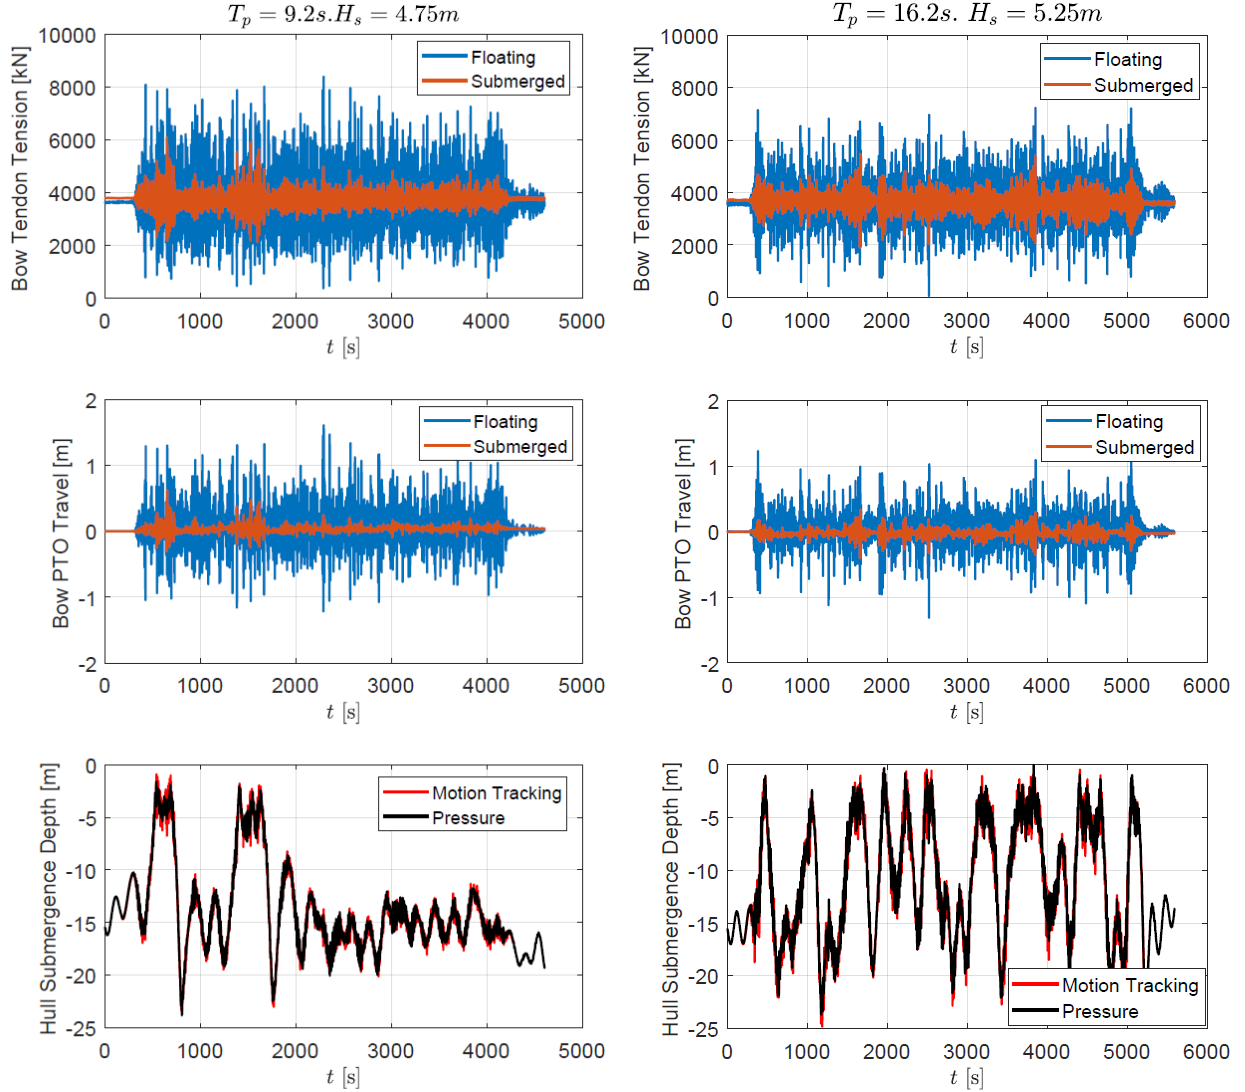 T_p = 9.2s.H_s = 4.75m
10000
8000
6000
4000
2000
0
Bow Tendon Tension [kN]
Floating
Submerged
0 1000 2000 3000 4000 5000
t [s]
T_p = 16.2s. H_s = 5.25m
10000
8000
6000
4000
2000
0
Bow Tendon Tension [kN]
Floating
Submerged
0 1000 2000 3000 4000 5000 6000
t [s]
2
1
0
-1
-2
Bow PTO Travel [m]
Floating
Submerged
0 1000 2000 3000 4000 5000
t [s]
2
1
0
-1
-2
Bow PTO Travel [m]
Floating
Submerged
0 1000 2000 3000 4000 5000 6000
t [s]
0
-5
-10
-15
-20
-25
Hull Submergence Depth [m]
Motion Tracking
Pressure
0 1000 2000 3000 4000 5000
t [s]
0
-5
-10
-15
-20
-25
Hull Submergence Depth [m]
Motion Tracking
Pressure
0 1000 2000 3000 4000 5000 6000
t [s]